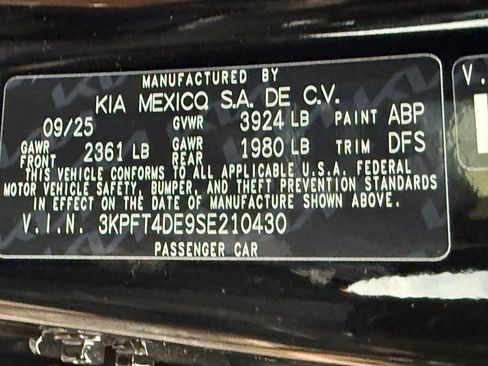 MANUFACTURED BY
KIA MEXICO S.A. DE C.V.
09/25 GVWR 3924 LB PAINT ABP
GAWR FRONT 2361 LB GAWR REAR 1980 LB TRIM DFS
THIS VEHICLE CONFORMS TO ALL APPLICABLE U.S.A. FEDERAL
MOTOR VEHICLE SAFETY, BUMPER, AND THEFT PREVENTION STANDARDS
IN EFFECT ON THE DATE OF MANUFACTURE SHOWN ABOVE.
V.I.N. 3KPFT4DE9SE210430
PASSENGER CAR
V.